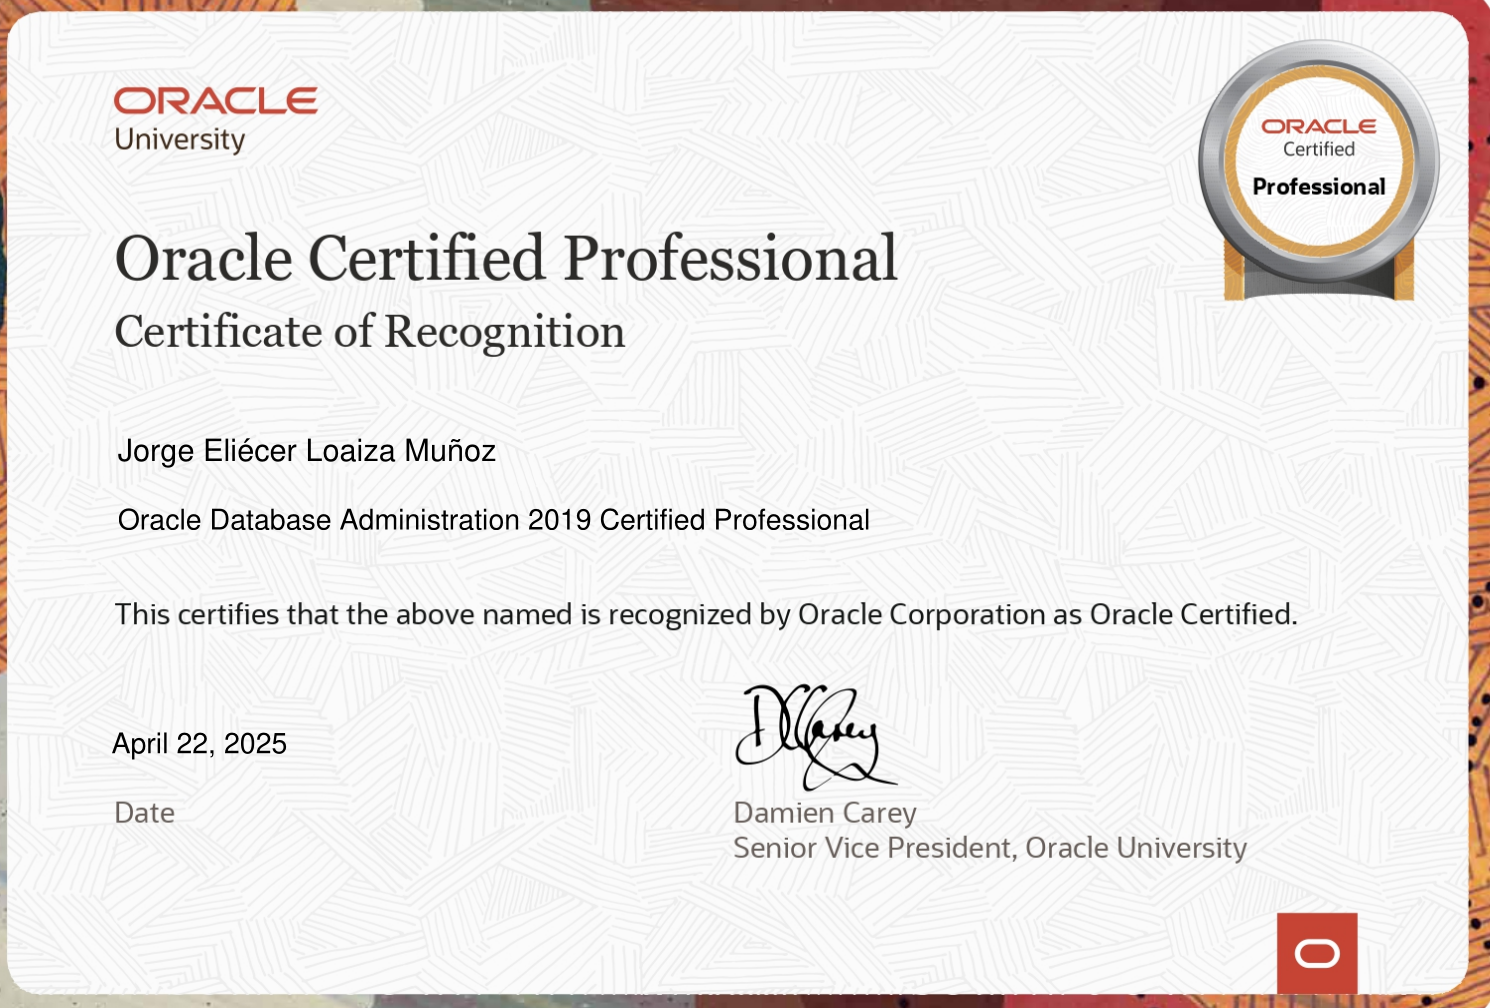 ORACLE
University
ORACLE
Certified
Professional
Oracle Certified Professional
Certificate of Recognition
Jorge Eliécer Loaiza Muñoz
Oracle Database Administration 2019 Certified Professional
This certifies that the above named is recognized by Oracle Corporation as Oracle Certified.
DCarey
April 22, 2025
Date
Damien Carey
Senior Vice President, Oracle University